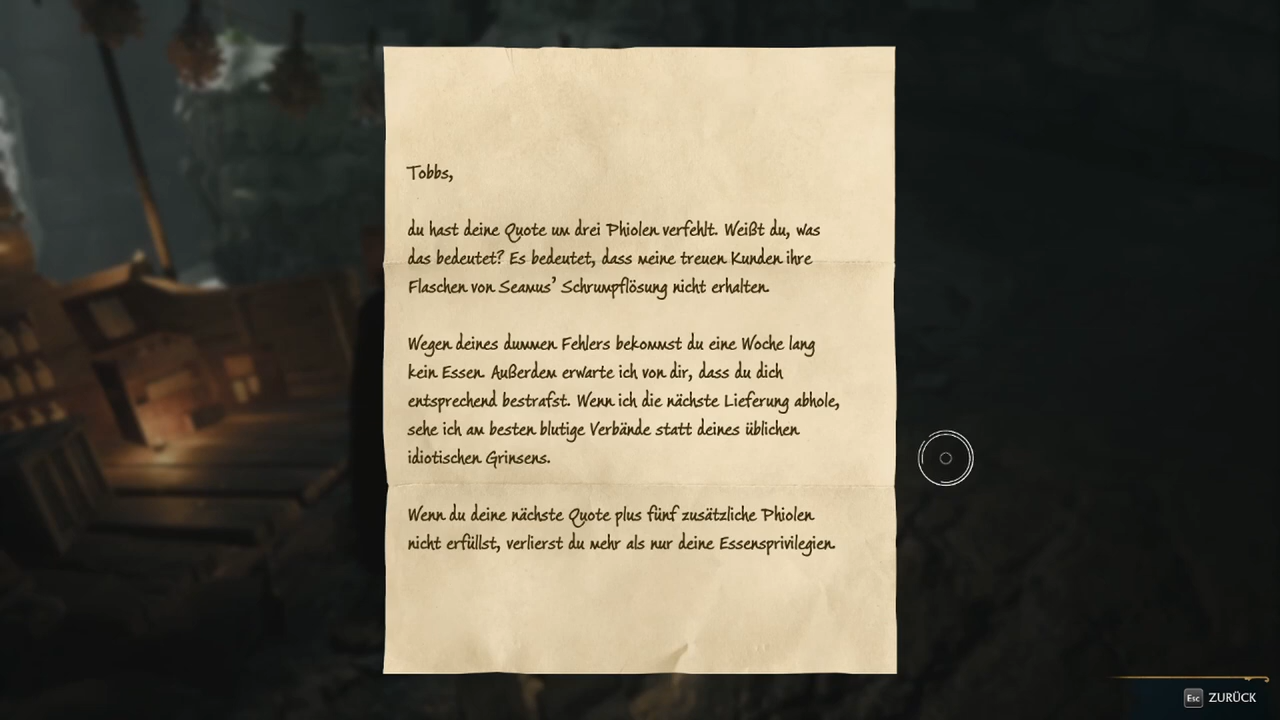 Tobbs,
du hast deine Quote um drei Phiolen verfehlt. Weißt du, was
das bedeutet? Es bedeutet, dass meine treuen Kunden ihre
Flaschen von Seamus’ Schrumpflösung nicht erhalten.
Wegen deines dummen Fehlers bekommst du eine Woche lang
kein Essen. Außerdem erwarte ich von dir, dass du dich
entsprechend bestrafst. Wenn ich die nächste Lieferung abhole,
sehe ich am besten blutige Verbände statt deines üblichen
idiotischen Grinsens.
Wenn du deine nächste Quote plus fünf zusätzliche Phiolen
nicht erfüllst, verlierst du mehr als nur deine Essensprivilegien.
Esc ZURÜCK